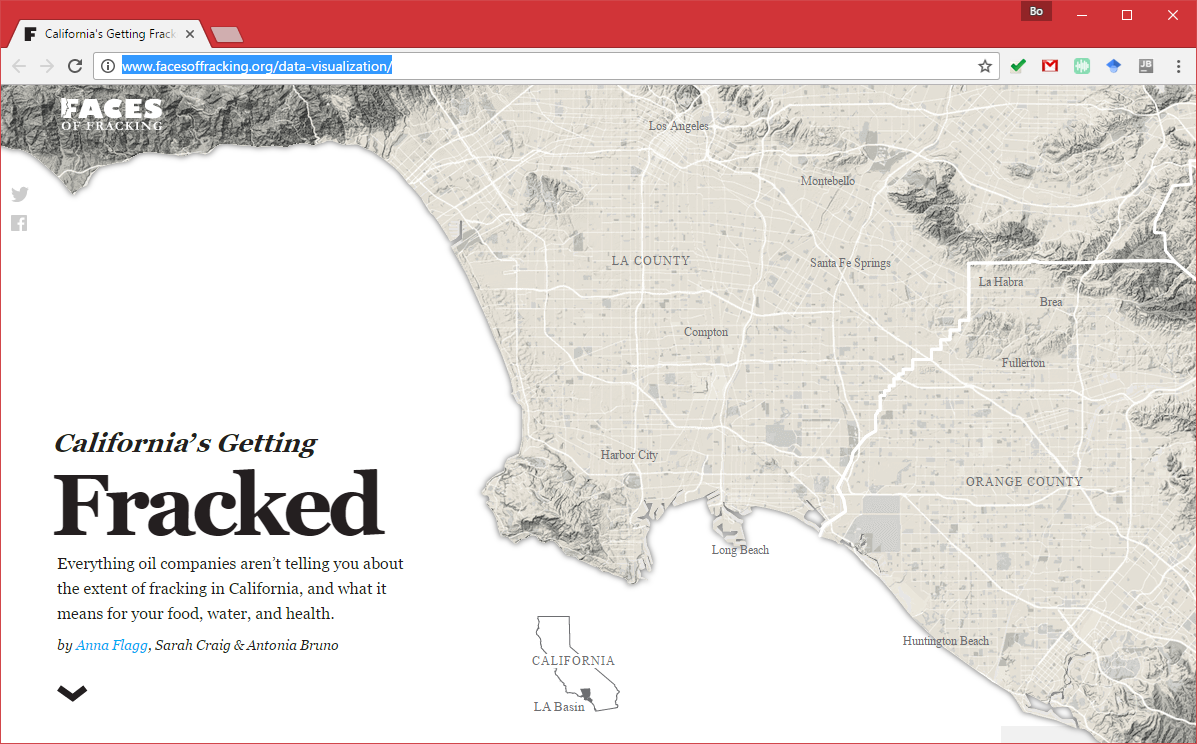 Bo
California's Getting Frack
www.facesoffracking.org/data-visualization/
FACES
OF FRACKING
Los Angeles
Montebello
LA COUNTY
Santa Fe Springs
La Habra
Brea
Compton
Fullerton
California's Getting
Fracked
Harbor City
ORANGE COUNTY
Long Beach
Everything oil companies aren't telling you about
the extent of fracking in California, and what it
means for your food, water, and health.
by Anna Flagg, Sarah Craig & Antonia Bruno
Huntington Beach
CALIFORNIA
LA Basin
JB